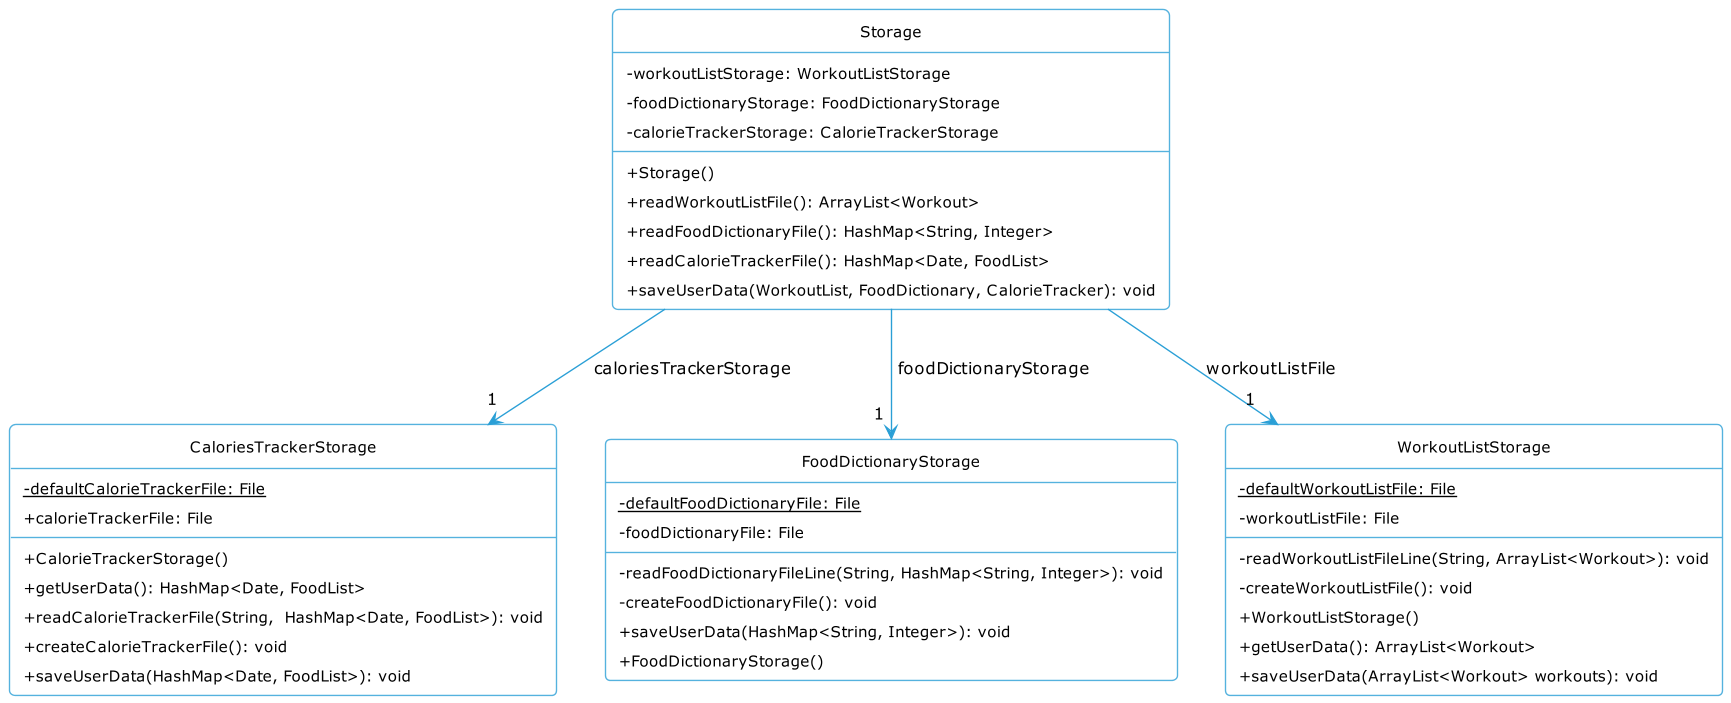 Storage
-workoutListStorage: WorkoutListStorage
-foodDictionaryStorage: FoodDictionaryStorage
-calorieTrackerStorage: CalorieTrackerStorage
+Storage()
+readWorkoutListFile(): ArrayList<Workout>
+readFoodDictionaryFile(): HashMap<String, Integer>
+readCalorieTrackerFile(): HashMap<Date, FoodList>
+saveUserData(WorkoutList, FoodDictionary, CalorieTracker): void
caloriesTrackerStorage
foodDictionaryStorage
workoutListFile
1
1
1
CaloriesTrackerStorage
-defaultCalorieTrackerFile: File
+calorieTrackerFile: File
+CalorieTrackerStorage()
+getUserData(): HashMap<Date, FoodList>
+readCalorieTrackerFile(String,  HashMap<Date, FoodList>): void
+createCalorieTrackerFile(): void
+saveUserData(HashMap<Date, FoodList>): void
FoodDictionaryStorage
-defaultFoodDictionaryFile: File
-foodDictionaryFile: File
-readFoodDictionaryFileLine(String, HashMap<String, Integer>): void
-createFoodDictionaryFile(): void
+saveUserData(HashMap<String, Integer>): void
+FoodDictionaryStorage()
WorkoutListStorage
-defaultWorkoutListFile: File
-workoutListFile: File
-readWorkoutListFileLine(String, ArrayList<Workout>): void
-createWorkoutListFile(): void
+WorkoutListStorage()
+getUserData(): ArrayList<Workout>
+saveUserData(ArrayList<Workout> workouts): void